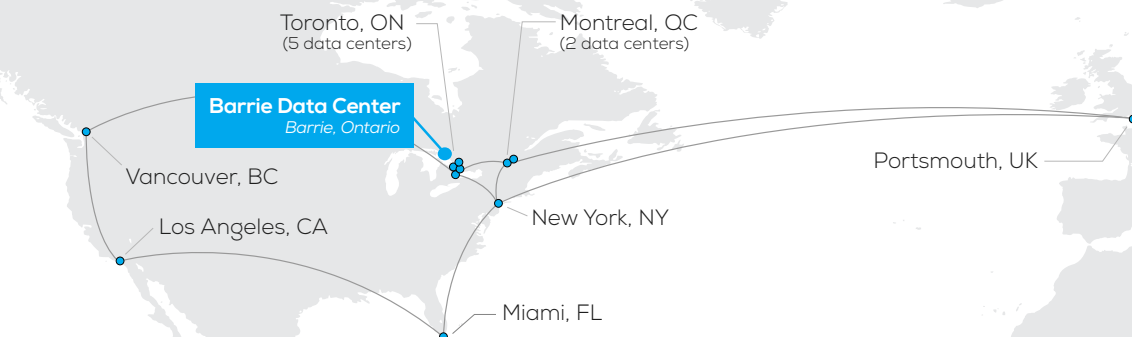 Toronto, ON
(5 data centers)
Montreal, QC
(2 data centers)
Barrie Data Center
Barrie, Ontario
Portsmouth, UK
Vancouver, BC
New York, NY
Los Angeles, CA
Miami, FL